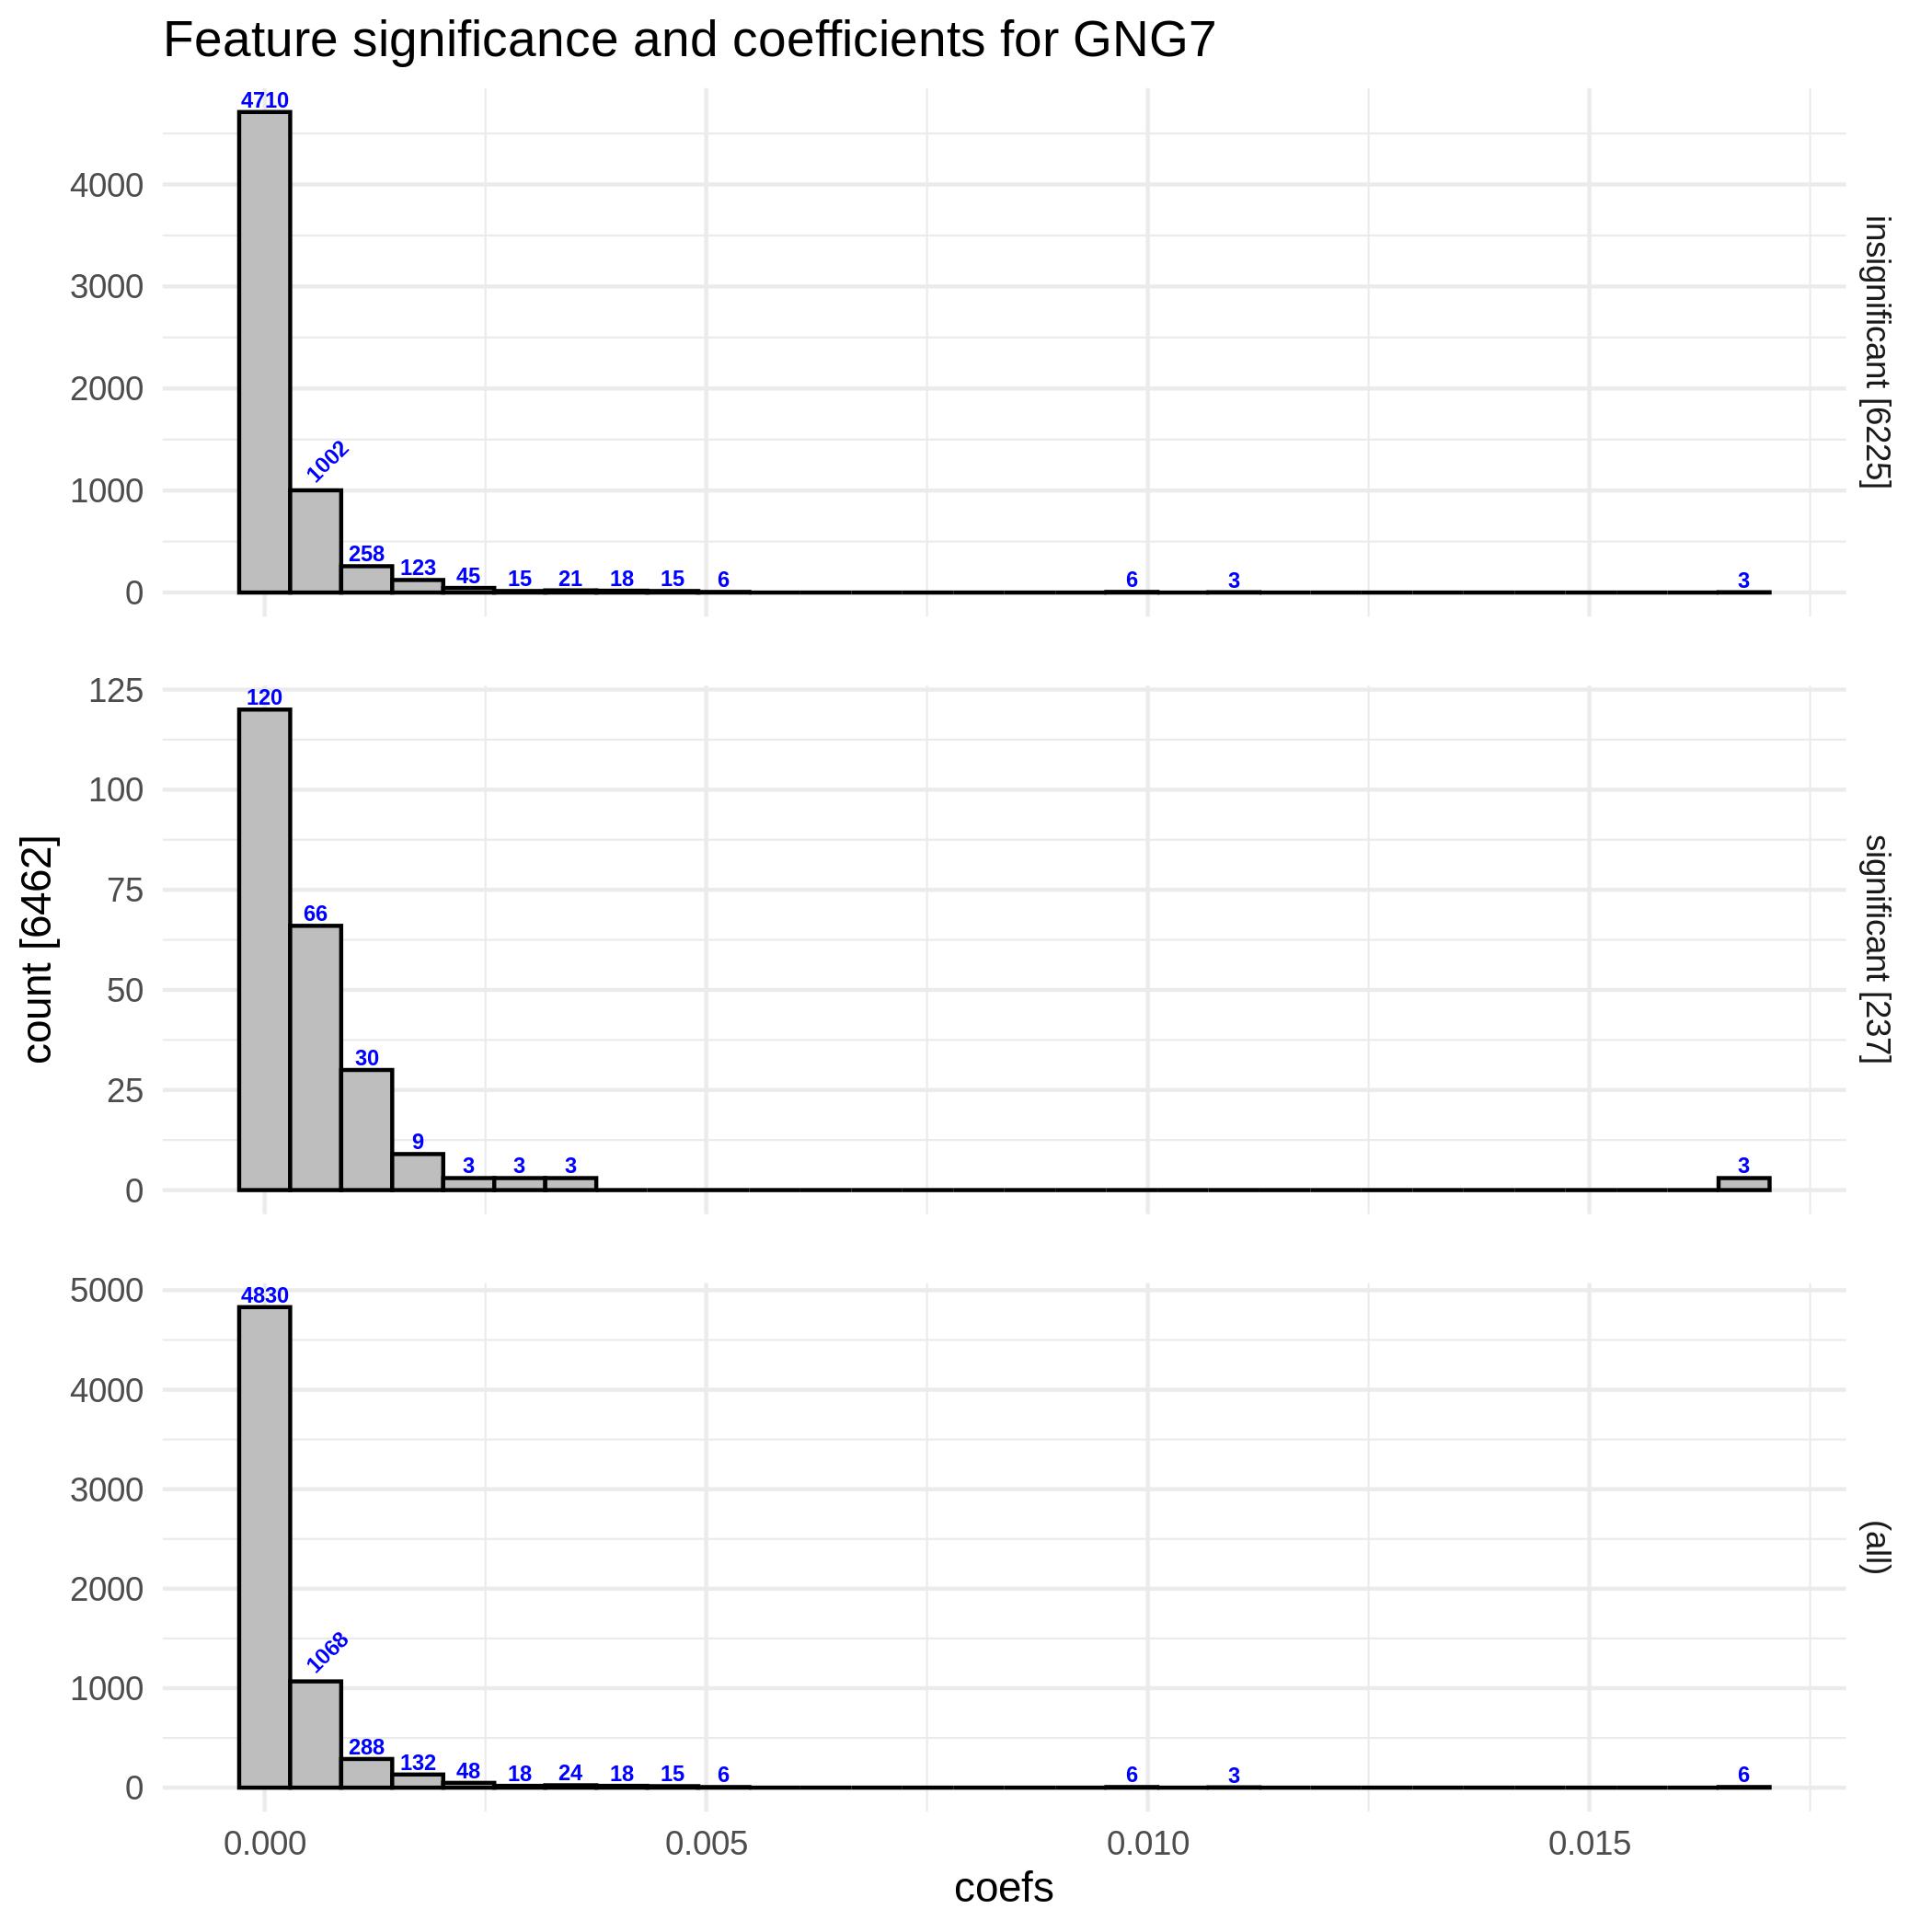 Feature significance and coefficients for GNG7
4710
1002
258 123 45 15 21 18 15 6 6 3 3
4000
3000
2000
1000
0
insignificant [6225]
120
66
30
9
3 3 3 3
125
100
75
50
25
0
significant [237]
count [6462]
4830
1068
288 132 48 18 24 18 15 6 6 3 6
5000
4000
3000
2000
1000
0
(all)
0.000 0.005 0.010 0.015
coefs